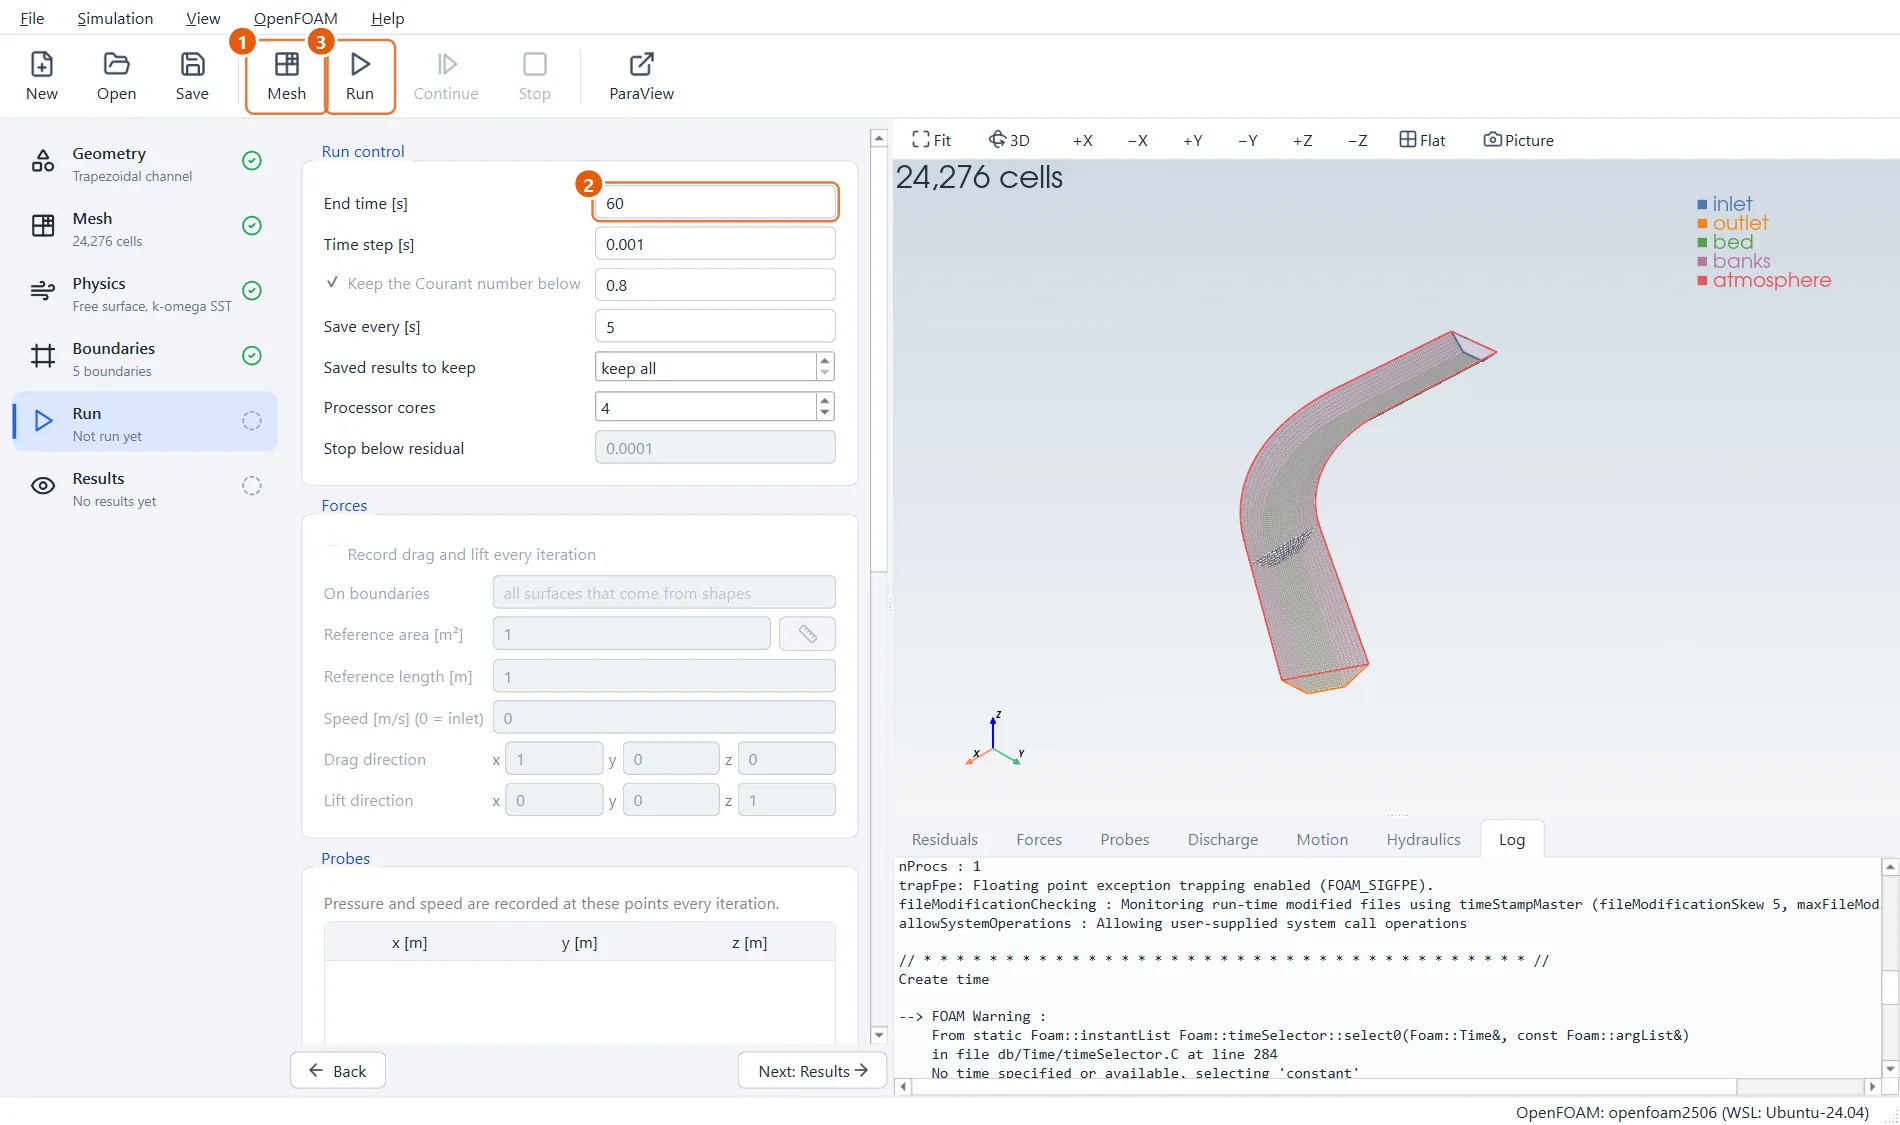 File Simulation View OpenFOAM Help
1 3
New Open Save Mesh Run Continue Stop ParaView
Geometry
Trapezoidal channel
Mesh
24,276 cells
Physics
Free surface, k-omega SST
Boundaries
5 boundaries
Run
Not run yet
Results
No results yet
Run control
2
End time [s] 60
Time step [s] 0.001
Keep the Courant number below 0.8
Save every [s] 5
Saved results to keep keep all
Processor cores 4
Stop below residual 0.0001
Forces
Record drag and lift every iteration
On boundaries all surfaces that come from shapes
Reference area [m²] 1
Reference length [m] 1
Speed [m/s] (0 = inlet) 0
Drag direction x 1 y 0 z 0
Lift direction x 0 y 0 z 1
Probes
Pressure and speed are recorded at these points every iteration.
x [m] y [m] z [m]
Back Next: Results
Fit 3D +X −X +Y −Y +Z −Z Flat Picture
24,276 cells
inlet
outlet
bed
banks
atmosphere
Z
X Y
Residuals Forces Probes Discharge Motion Hydraulics Log
nProcs : 1
trapFpe: Floating point exception trapping enabled (FOAM_SIGFPE).
fileModificationChecking : Monitoring run-time modified files using timeStampMaster (fileModificationSkew 5, maxFileMod
allowSystemOperations : Allowing user-supplied system call operations
// * * * * * * * * * * * * * * * * * * * * * * * * * * * * * * * * * * * * * //
Create time
--> FOAM Warning :
From static Foam::instantList Foam::timeSelector::select0(Foam::Time&, const Foam::argList&)
in file db/Time/timeSelector.C at line 284
No time specified or available, selecting 'constant'
OpenFOAM: openfoam2506 (WSL: Ubuntu-24.04)